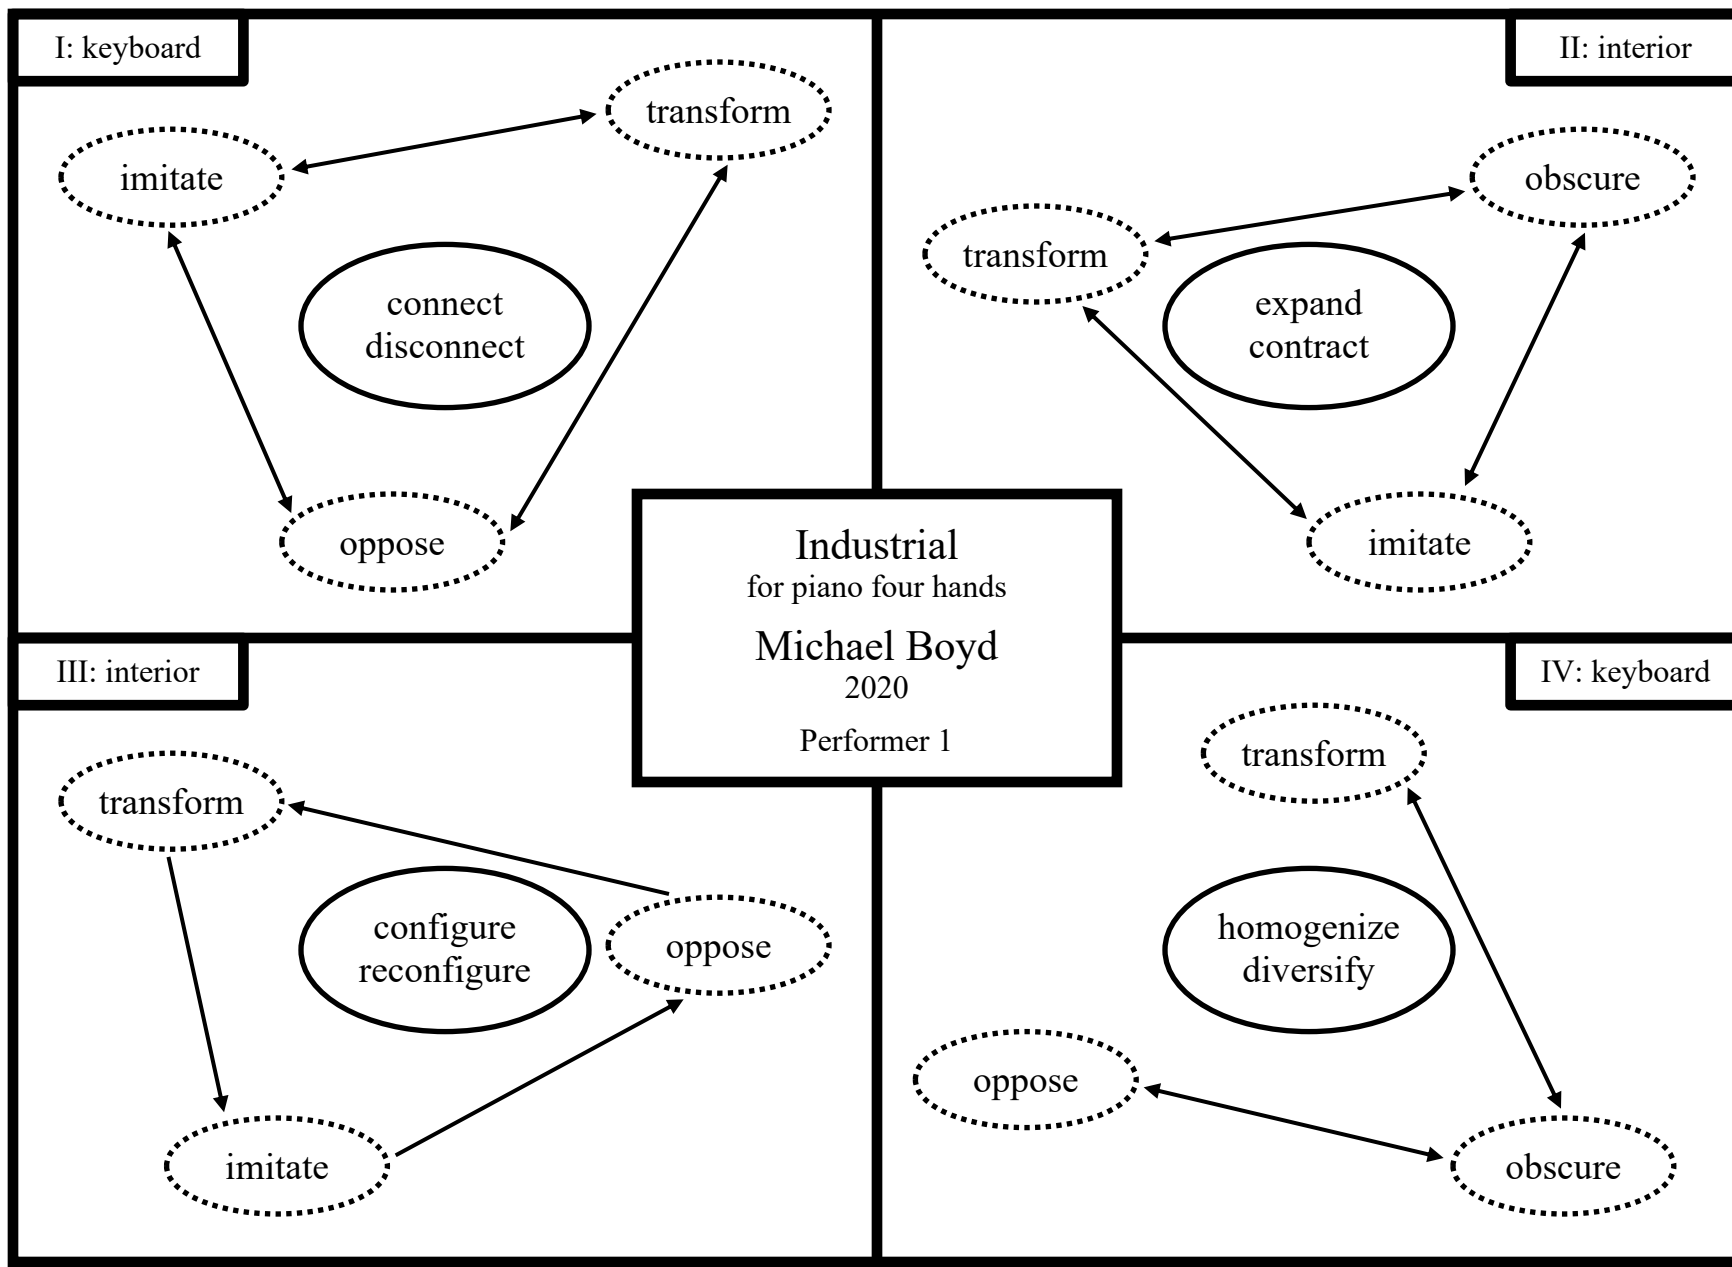 I: keyboard
transform
imitate
connect
disconnect
oppose
II: interior
obscure
transform
expand
contract
imitate
Industrial
for piano four hands
Michael Boyd
2020
Performer 1
III: interior
transform
configure
reconfigure
oppose
imitate
IV: keyboard
transform
homogenize
diversify
oppose
obscure